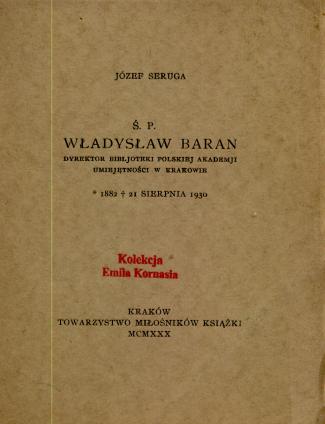 JÓZEF SERUGA
Ś. P.
WŁADYSŁAW BARAN
DYREKTOR BIBLJOTEKI POLSKIEJ AKADEMJI
UMIEJĘTNOŚCI W KRAKOWIE
* 1882 † 21 SIERPNIA 1930
Kolekcja
Emila Kornasia
KRAKÓW
TOWARZYSTWO MIŁOŚNIKÓW KSIĄŻKI
MCMXXX